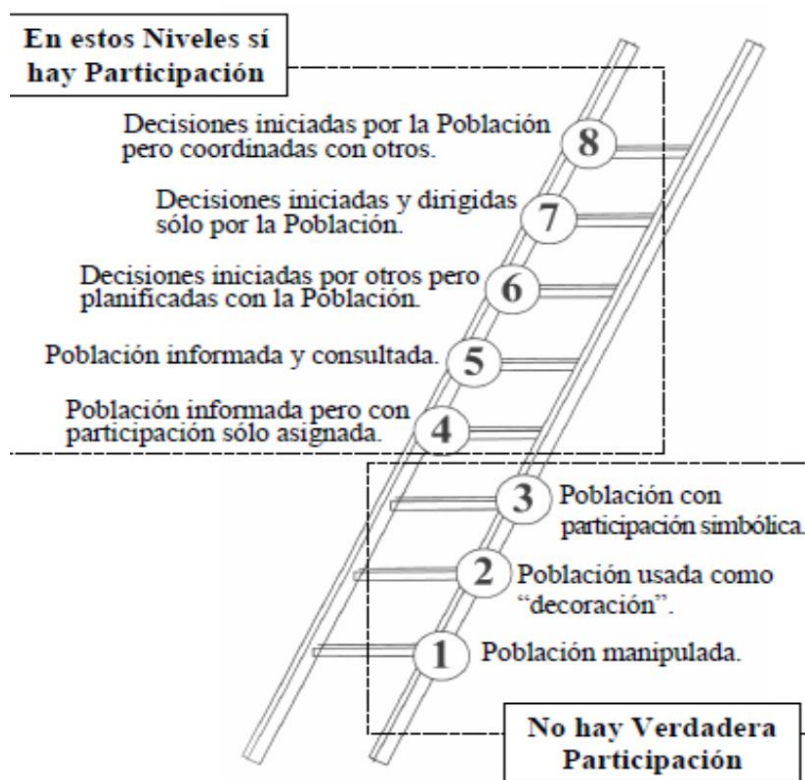 En estos Niveles sí
hay Participación
Decisiones iniciadas por la Población
pero coordinadas con otros.
8
Decisiones iniciadas y dirigidas
sólo por la Población.
7
Decisiones iniciadas por otros pero
planificadas con la Población.
6
Población informada y consultada.
5
Población informada pero con
participación sólo asignada.
4
3
Población con
participación simbólica.
2
Población usada como
“decoración”.
1
Población manipulada.
No hay Verdadera
Participación